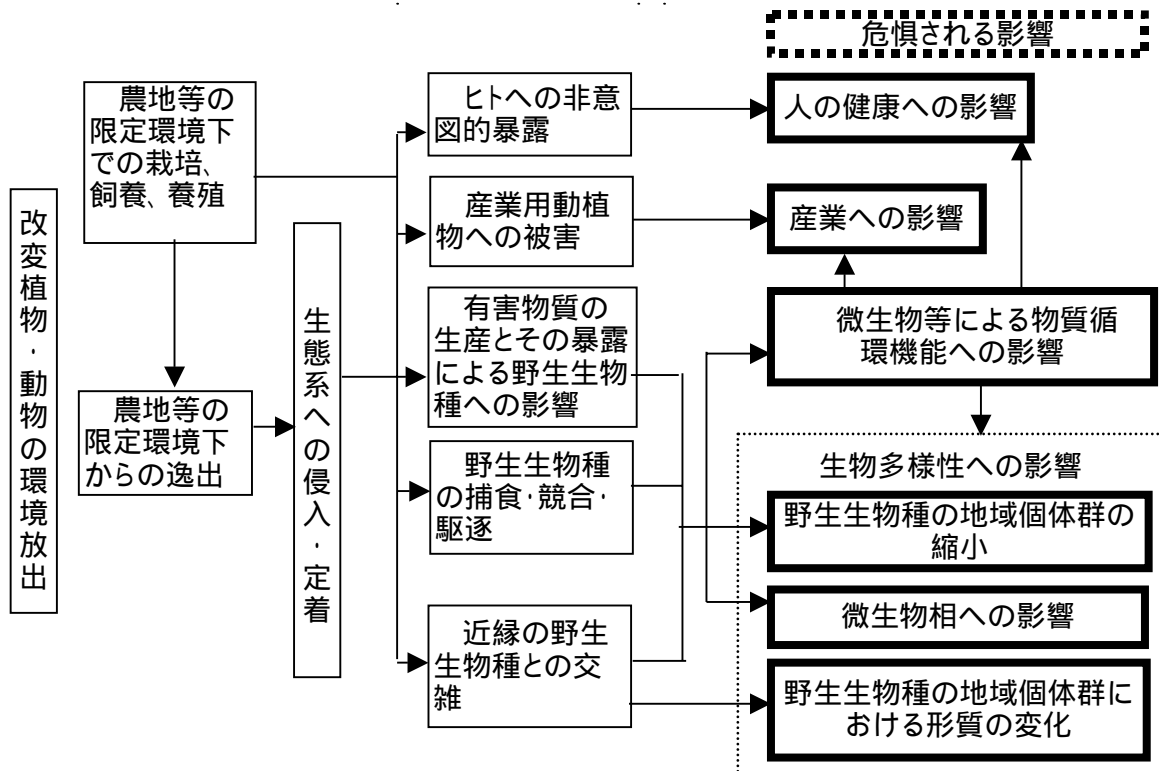 危惧される影響
改変植物・動物の環境放出
農地等の
限定環境下
での栽培、
飼養、養殖
農地等の
限定環境下
からの逸出
生態系への侵入・定着
ヒトへの非意
図的暴露
産業用動植
物への被害
有害物質の
生産とその暴露
による野生生物
種への影響
野生生物種
の捕食・競合・
駆逐
近縁の野生
生物種との交
雑
人の健康への影響
産業への影響
微生物等による物質循
環機能への影響
生物多様性への影響
野生生物種の地域個体群の
縮小
微生物相への影響
野生生物種の地域個体群に
おける形質の変化